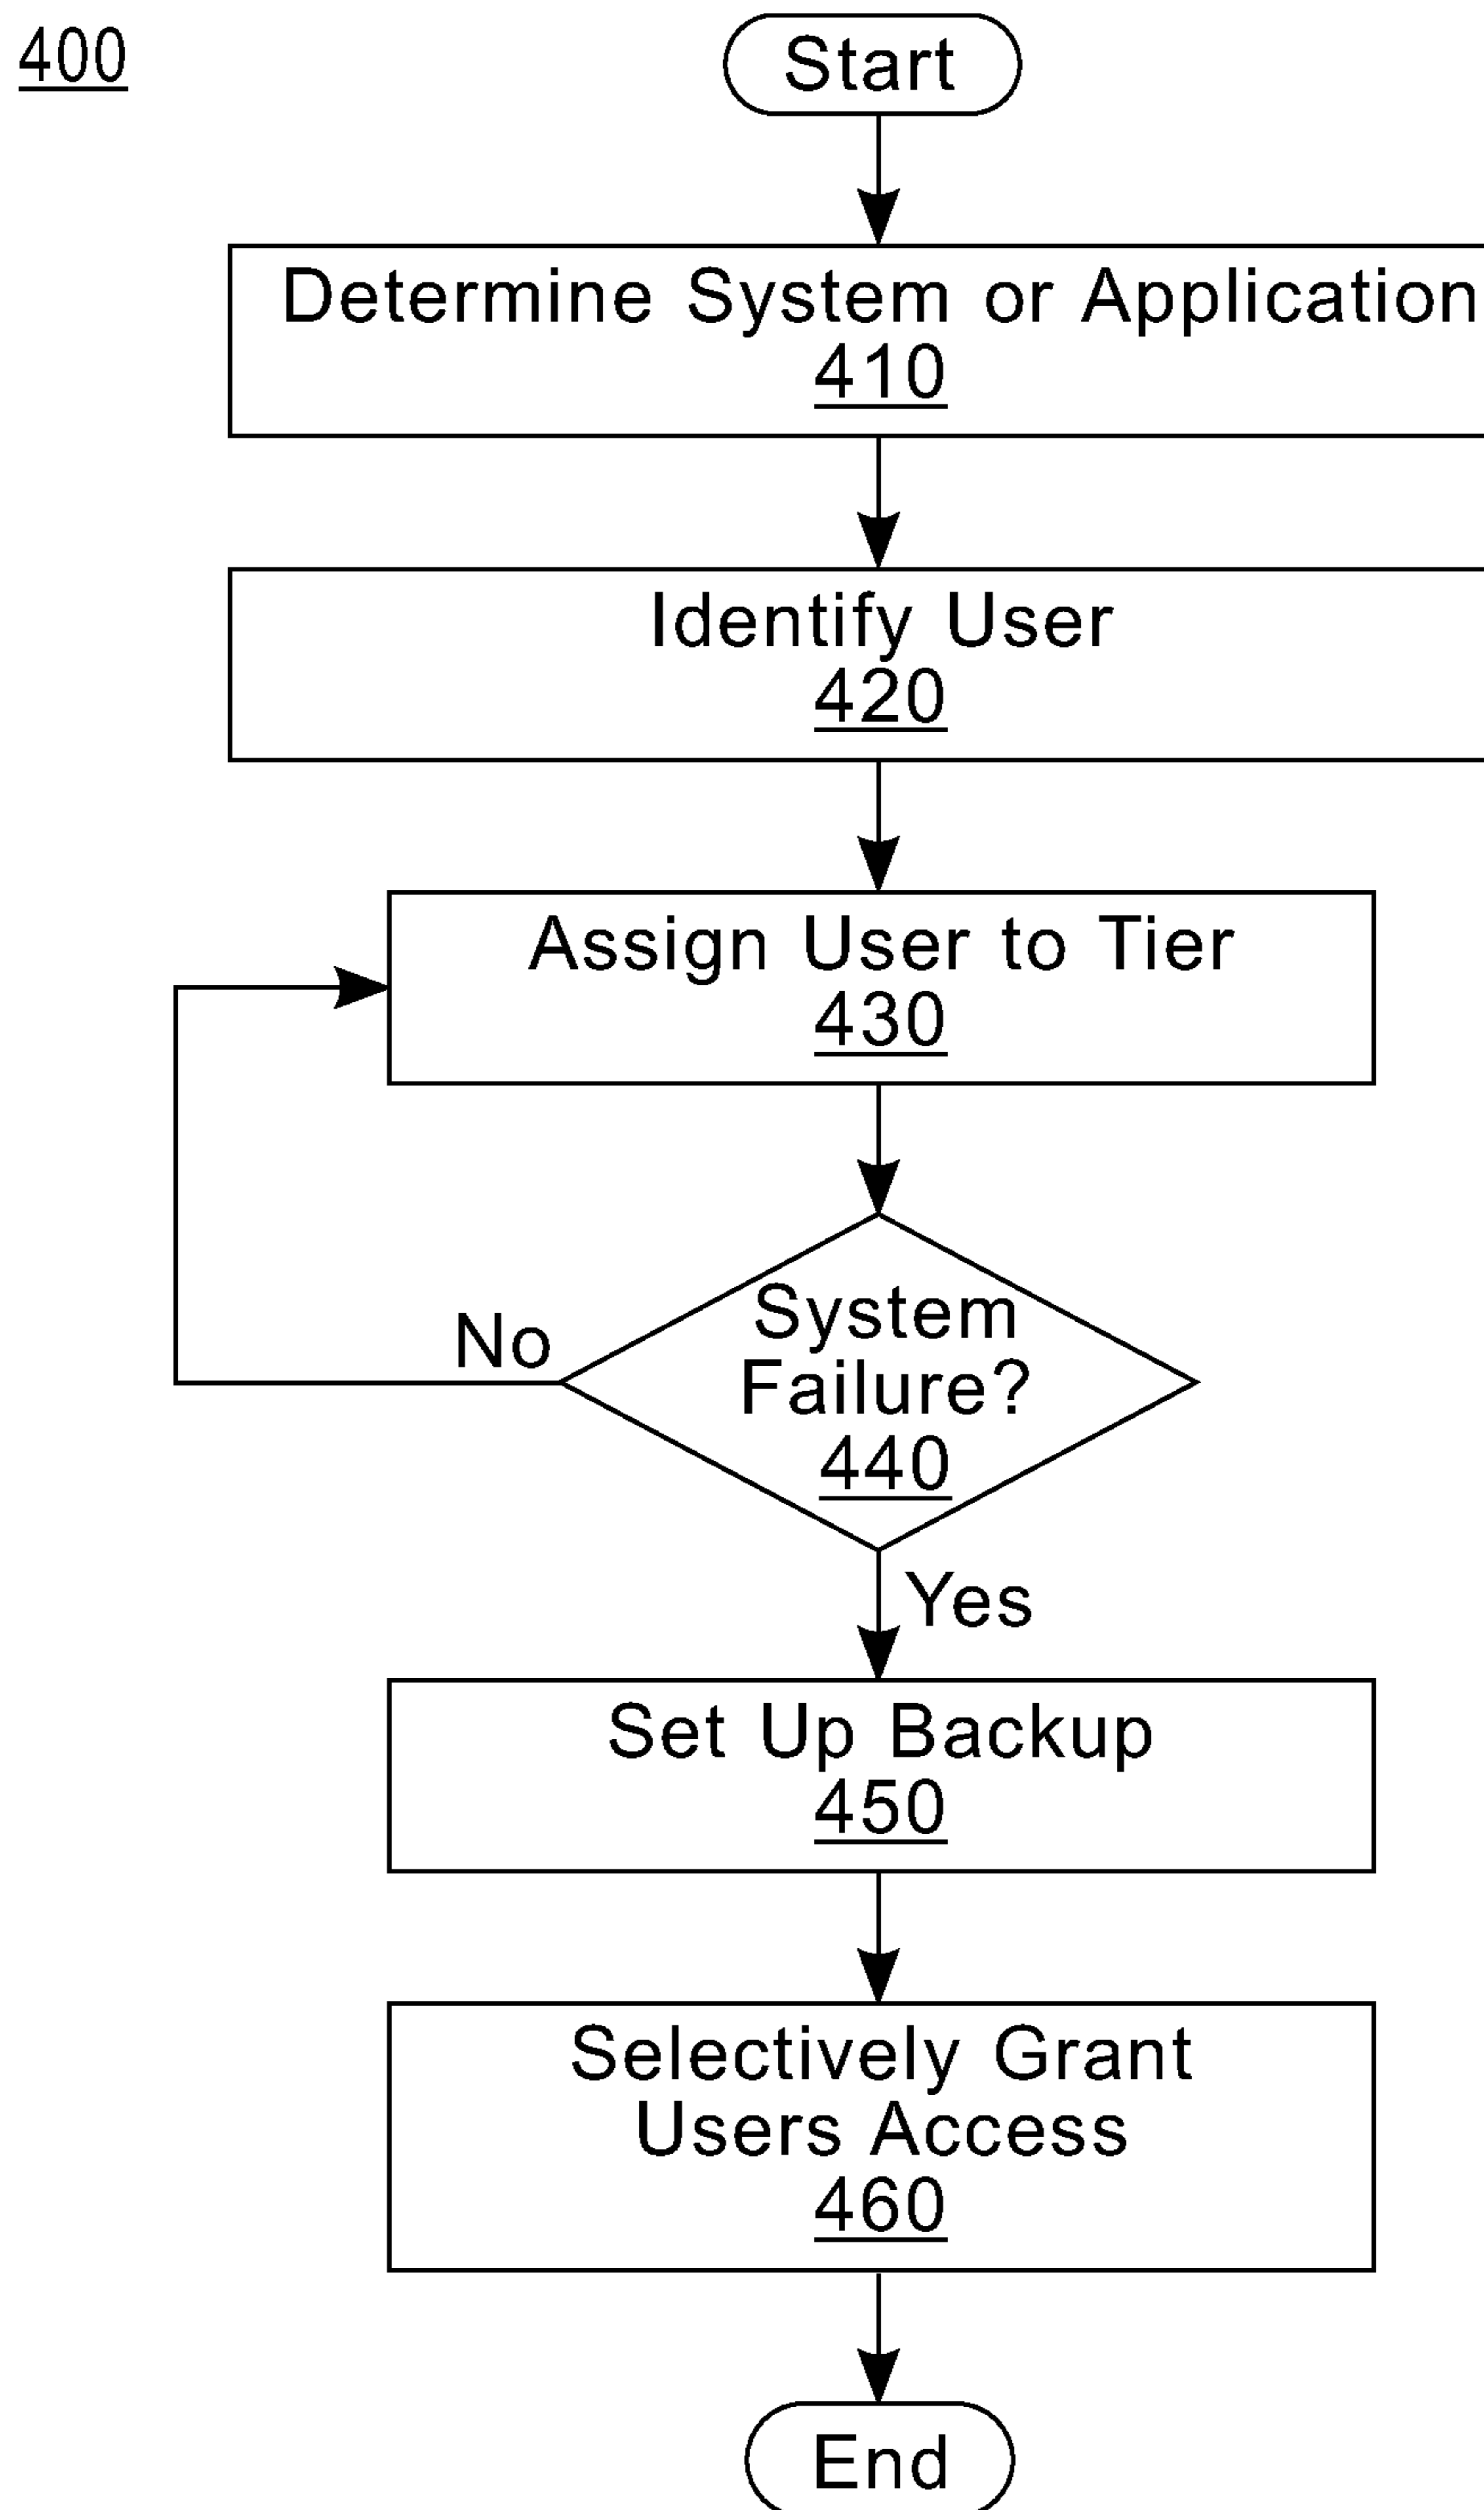 400
Start
Determine System or Application
410
Identify User
420
Assign User to Tier
430
System
Failure?
440
No
Yes
Set Up Backup
450
Selectively Grant
Users Access
460
End